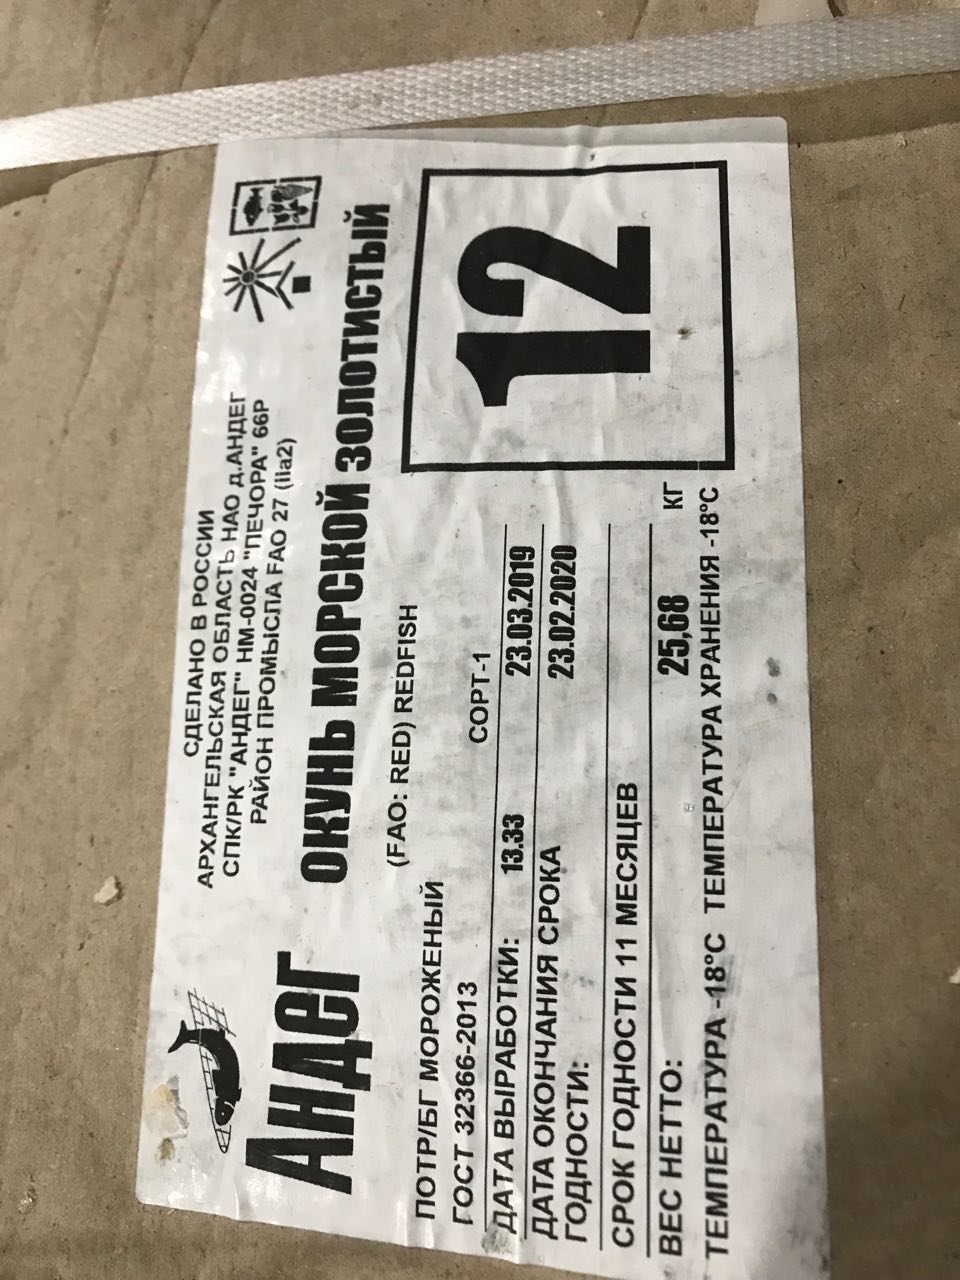 СДЕЛАНО В РОССИИ
АРХАНГЕЛЬСКАЯ ОБЛАСТЬ НАО д.АНДЕГ
СПК/РК "АНДЕГ" НМ-0024 "ПЕЧОРА" 66Р
РАЙОН ПРОМЫСЛА FAO 27 (IIa2)
АНДЕГ
ОКУНЬ МОРСКОЙ ЗОЛОТИСТЫЙ
(FAO: RED) REDFISH
ПОТР/БГ МОРОЖЕНЫЙ
ГОСТ 32366-2013 СОРТ-1
ДАТА ВЫРАБОТКИ: 13.33 23.03.2019
ДАТА ОКОНЧАНИЯ СРОКА
ГОДНОСТИ: 23.02.2020
СРОК ГОДНОСТИ 11 МЕСЯЦЕВ
ВЕС НЕТТО: 25,68 КГ
ТЕМПЕРАТУРА -18°С ТЕМПЕРАТУРА ХРАНЕНИЯ -18°С
12